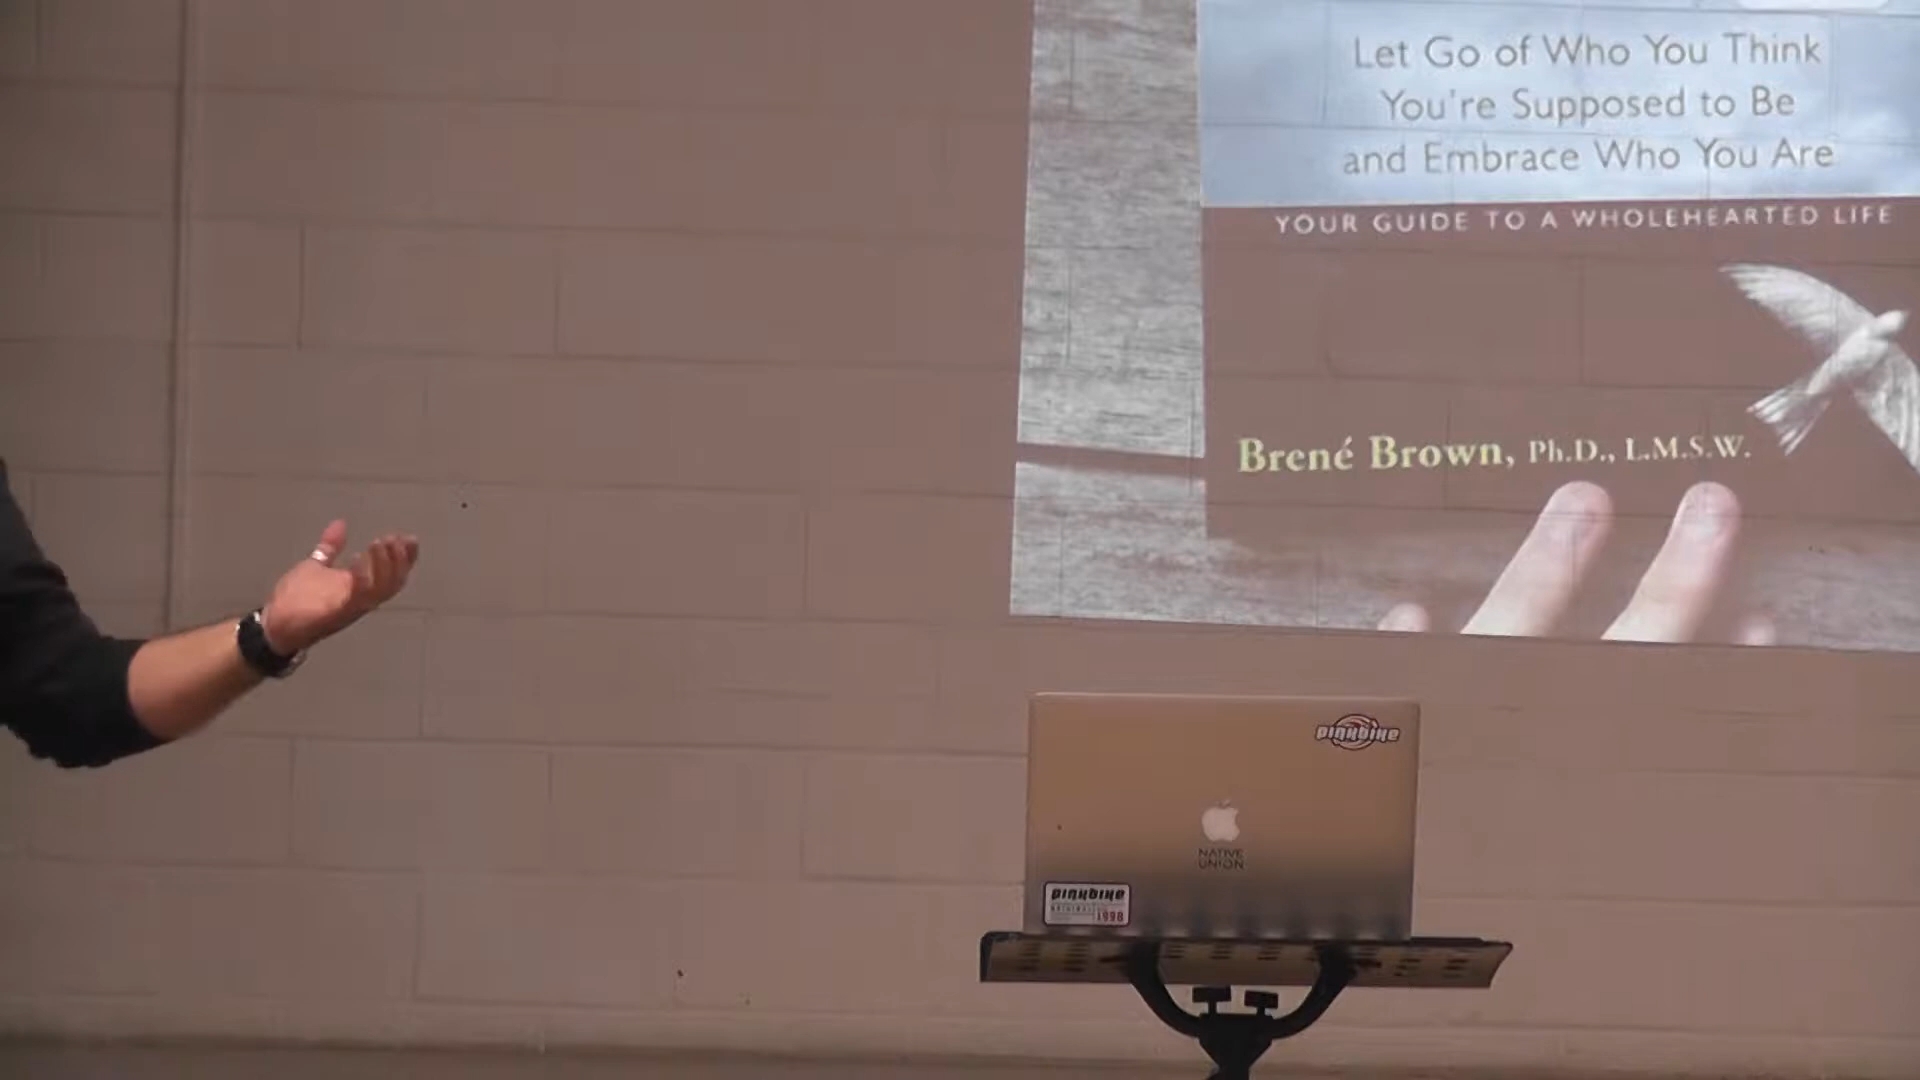 Let Go of Who You Think
You're Supposed to Be
and Embrace Who You Are
YOUR GUIDE TO A WHOLEHEARTED LIFE
Brené Brown, Ph.D., L.M.S.W.
pinkbike
NATIVE
UNION
pinkbike
1998